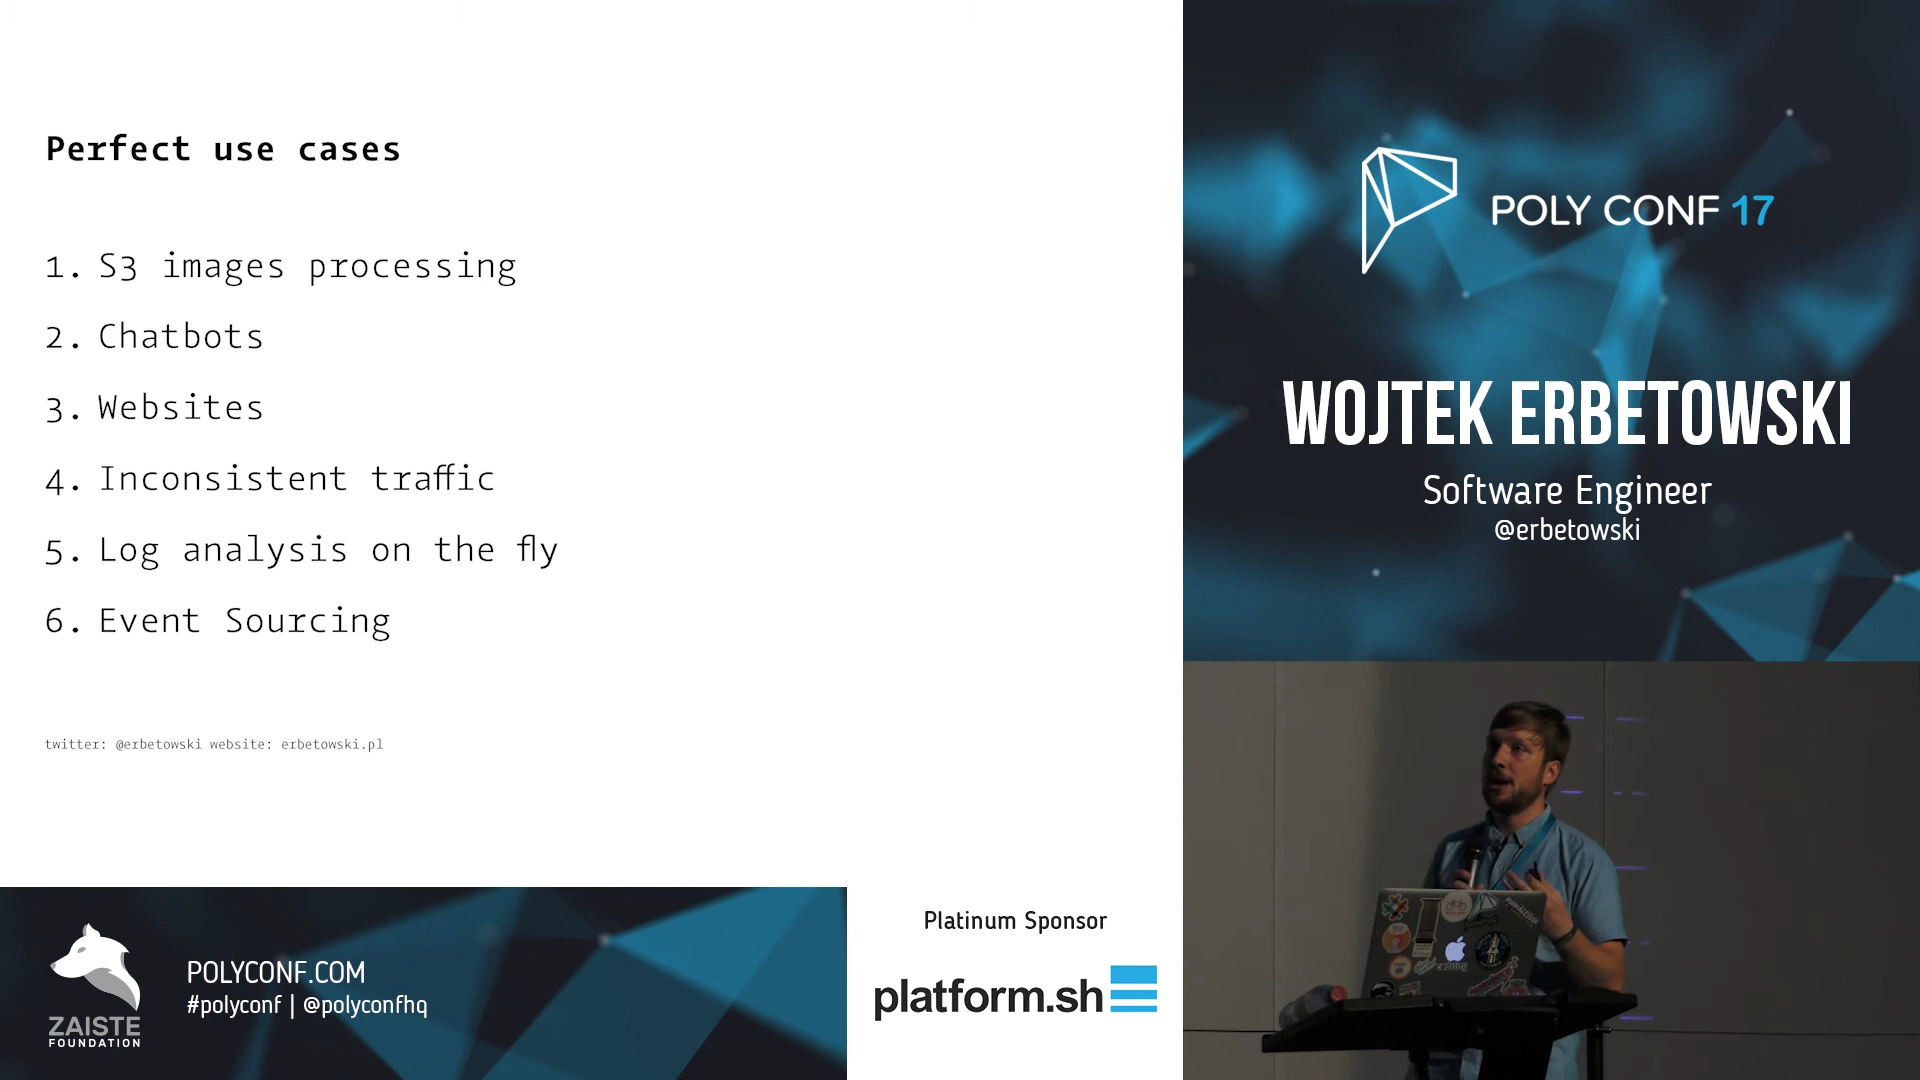 Perfect use cases
1. S3 images processing
2. Chatbots
3. Websites
4. Inconsistent traffic
5. Log analysis on the fly
6. Event Sourcing
twitter: @erbetowski website: erbetowski.pl
POLY CONF 17
WOJTEK ERBETOWSKI
Software Engineer
@erbetowski
ZAISTE
FOUNDATION
POLYCONF.COM
#polyconf | @polyconfhq
Platinum Sponsor
platform.sh